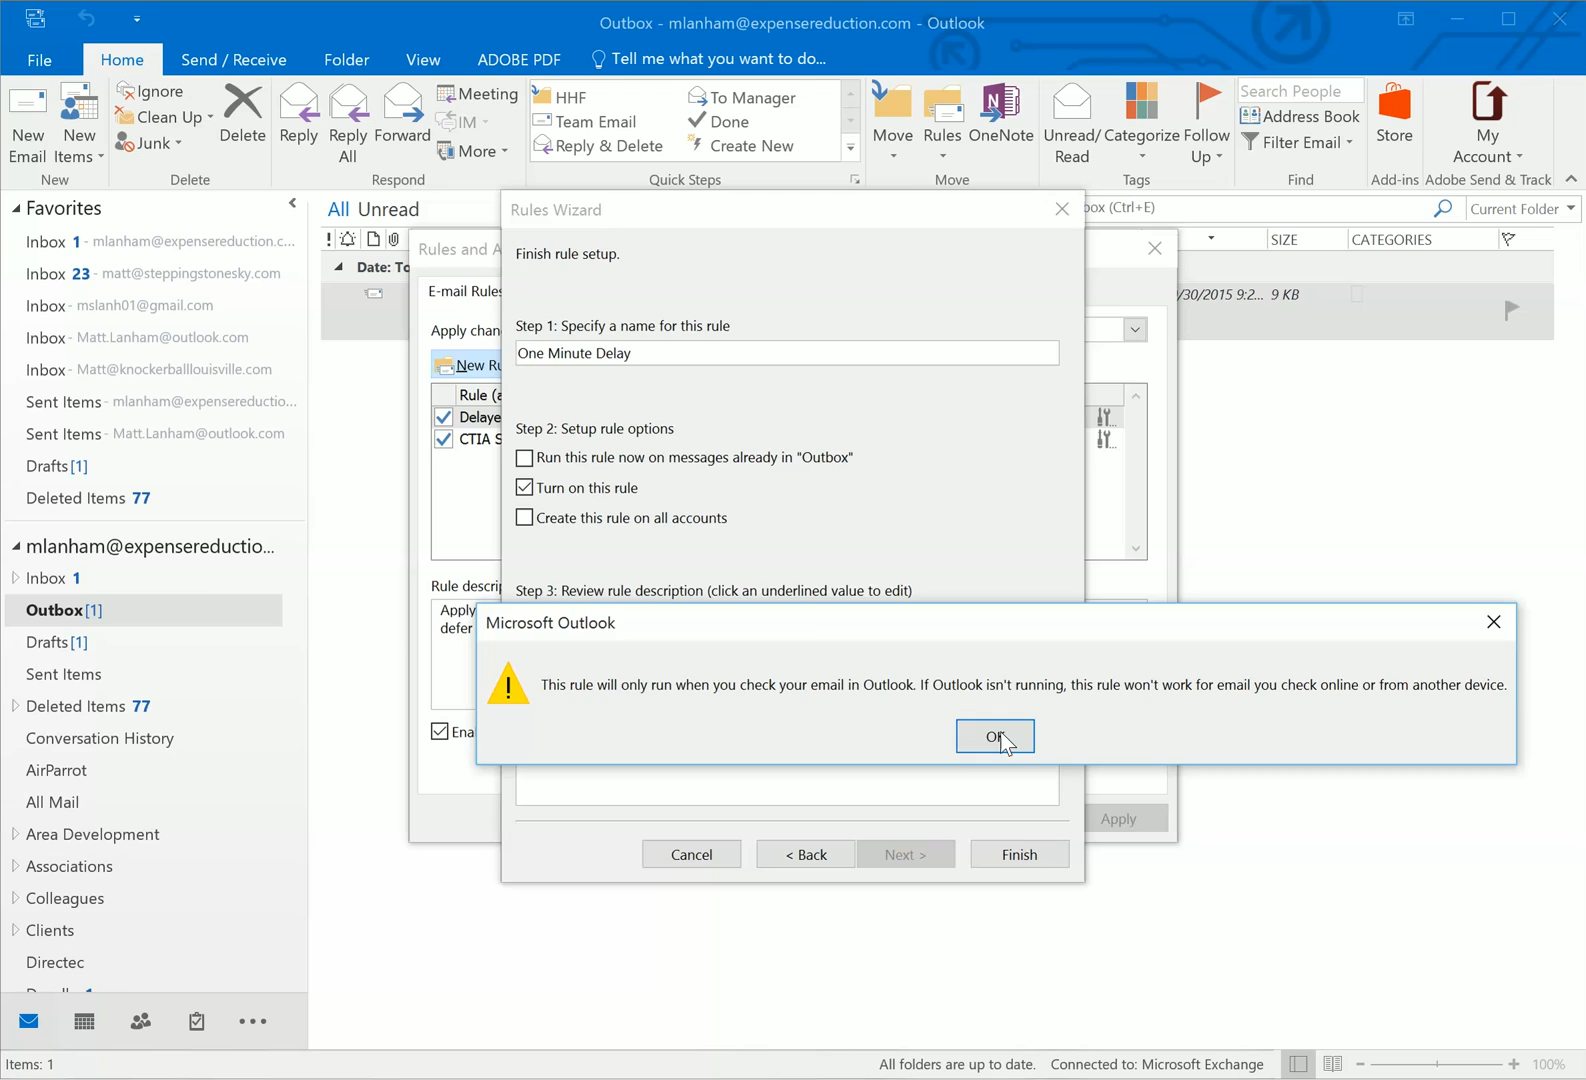 Outbox - mlanham@expensereduction.com - Outlook
File Home Send / Receive Folder View ADOBE PDF Tell me what you want to do...
New Email
New Items
New
Ignore
Clean Up
Junk
Delete
Delete
Reply
Reply All
Forward
Meeting
IM
More
Respond
HHF
Team Email
Reply & Delete
To Manager
Done
Create New
Quick Steps
Move
Rules
OneNote
Move
Unread/ Read
Categorize
Follow Up
Tags
Search People
Address Book
Filter Email
Find
Store
Add-ins
My Account
Adobe Send & Track
Favorites
Inbox 1 - mlanham@expensereduction.c...
Inbox 23 - matt@steppingstonesky.com
Inbox - mslanh01@gmail.com
Inbox - Matt.Lanham@outlook.com
Inbox - Matt@knockerballlouisville.com
Sent Items - mlanham@expensereductio...
Sent Items - Matt.Lanham@outlook.com
Drafts [1]
Deleted Items 77
mlanham@expensereductio...
Inbox 1
Outbox [1]
Drafts [1]
Sent Items
Deleted Items 77
Conversation History
AirParrot
All Mail
Area Development
Associations
Colleagues
Clients
Directec
All Unread
box (Ctrl+E)
Current Folder
SIZE CATEGORIES
Date: To
/30/2015 9:2... 9 KB
Rules and A
E-mail Rules
Apply chan
New Ru
Rule (a
Delaye
CTIA S
Rule descrip
Apply
defer
Ena
Apply
Rules Wizard
Finish rule setup.
Step 1: Specify a name for this rule
One Minute Delay
Step 2: Setup rule options
Run this rule now on messages already in "Outbox"
Turn on this rule
Create this rule on all accounts
Step 3: Review rule description (click an underlined value to edit)
Microsoft Outlook
This rule will only run when you check your email in Outlook. If Outlook isn't running, this rule won't work for email you check online or from another device.
OK
Cancel < Back Next > Finish
Items: 1
All folders are up to date. Connected to: Microsoft Exchange
100%